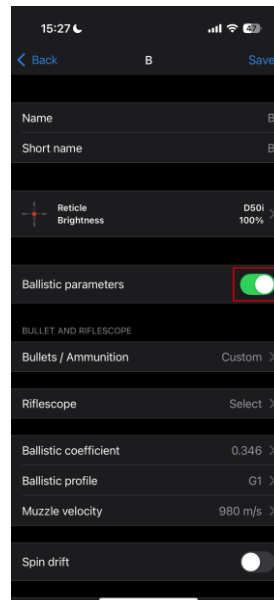 15:27
47
Back B Save
Name B
Short name B
Reticle D50i
Brightness 100%
Ballistic parameters
BULLET AND RIFLESCOPE
Bullets / Ammunition Custom
Riflescope Select
Ballistic coefficient 0.346
Ballistic profile G1
Muzzle velocity 980 m/s
Spin drift